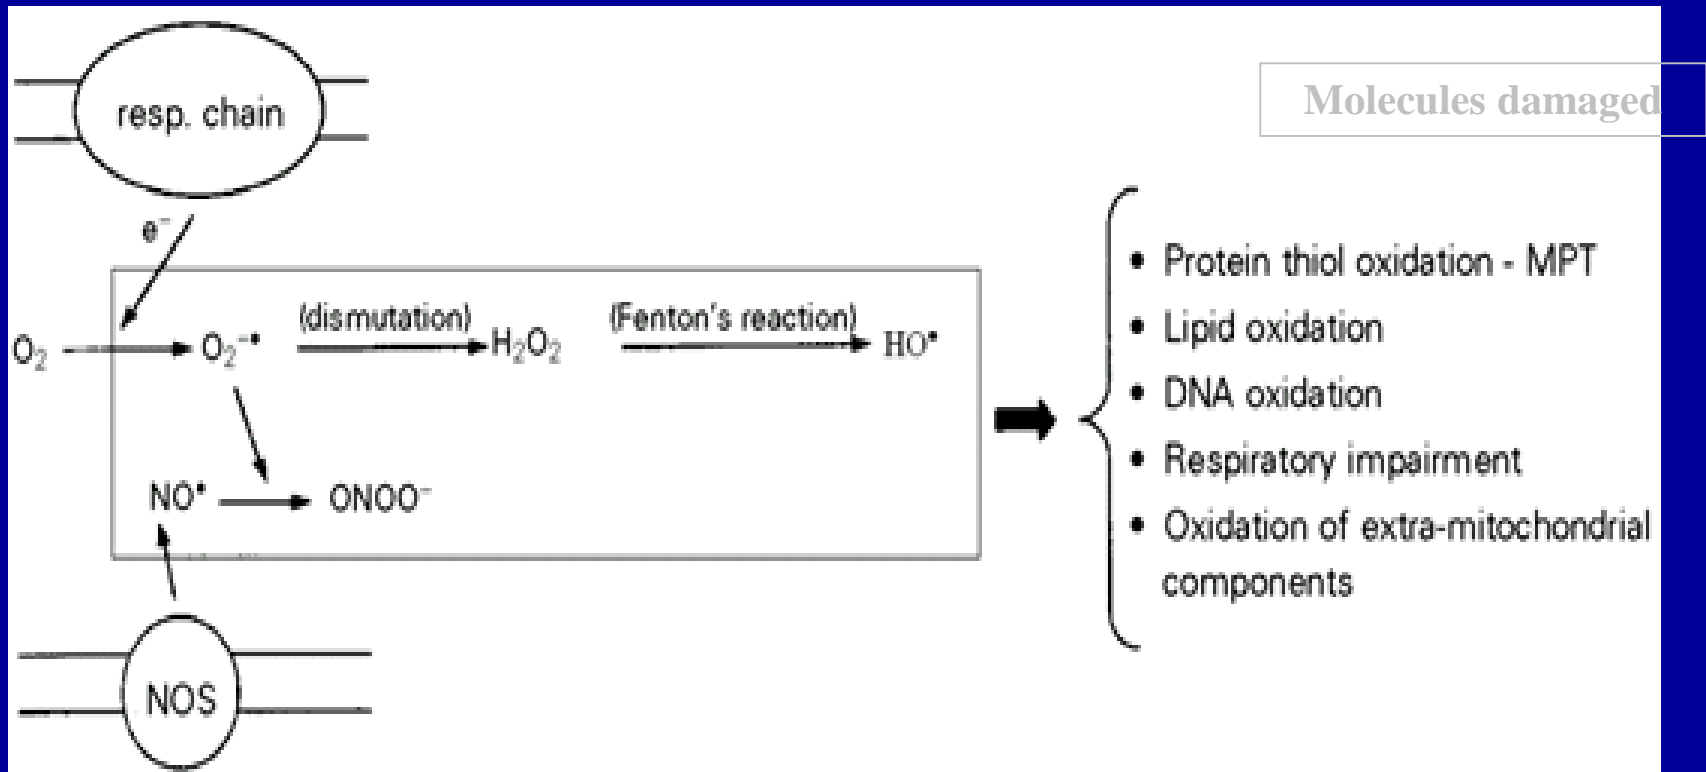 resp. chain
Molecules damaged
e⁻
(dismutation)
(Fenton's reaction)
O₂
O₂⁻•
H₂O₂
HO•
NO•
ONOO⁻
NOS
• Protein thiol oxidation - MPT
• Lipid oxidation
• DNA oxidation
• Respiratory impairment
• Oxidation of extra-mitochondrial
components